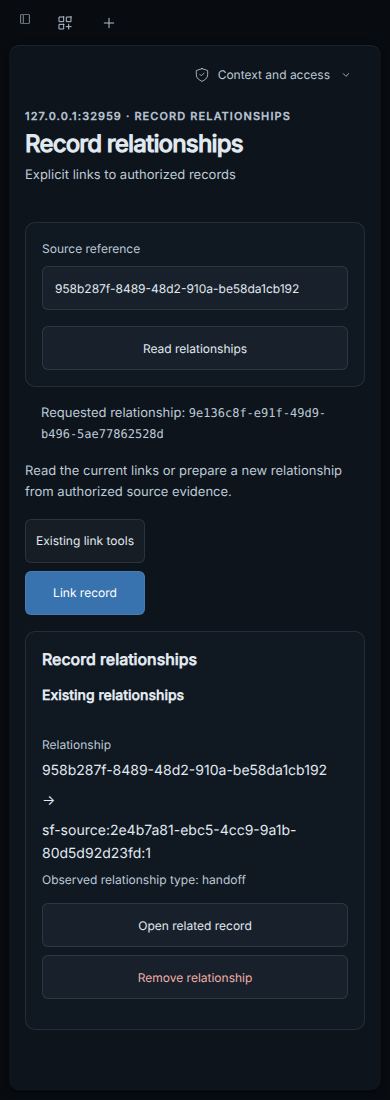 Context and access
127.0.0.1:32959 · RECORD RELATIONSHIPS
Record relationships
Explicit links to authorized records
Source reference
958b287f-8489-48d2-910a-be58da1cb192
Read relationships
Requested relationship: 9e136c8f-e91f-49d9-
b496-5ae77862528d
Read the current links or prepare a new relationship
from authorized source evidence.
Existing link tools
Link record
Record relationships
Existing relationships
Relationship
958b287f-8489-48d2-910a-be58da1cb192
→
sf-source:2e4b7a81-ebc5-4cc9-9a1b-
80d5d92d23fd:1
Observed relationship type: handoff
Open related record
Remove relationship